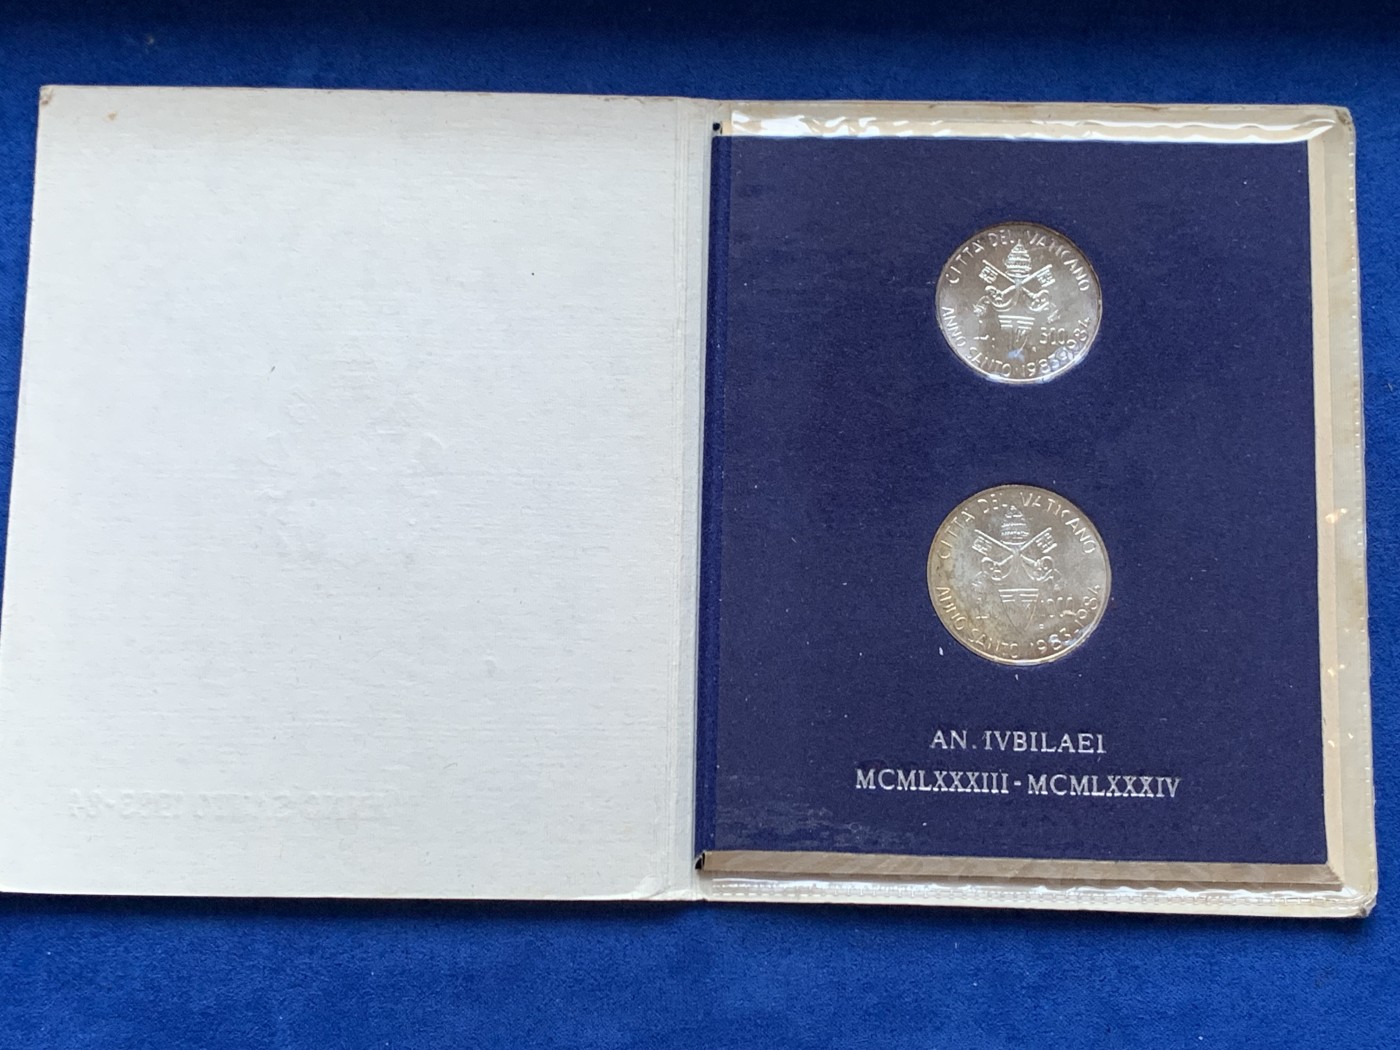 CITTA' DEL VATICANO
L. 500
ANNO SANTO 1983-1984
CITTA' DEL VATICANO
L. 1000
ANNO SANTO 1983-1984
AN. IVBILAEI
MCMLXXXIII - MCMLXXXIV